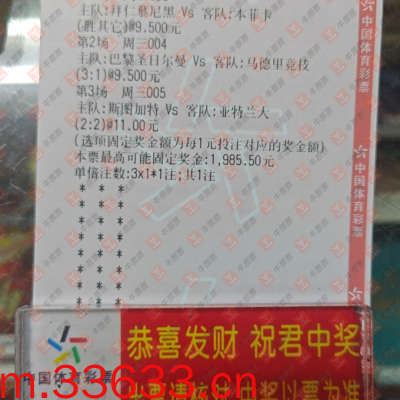 主队:拜仁慕尼黑 Vs 客队:本菲卡
(胜其它)@9.500元
第2场 周三004
主队:巴黎圣日尔曼 Vs 客队:马德里竞技
(3:1)@9.500元
第3场 周三005
主队:斯图加特 Vs 客队:亚特兰大
(2:2)@11.00元
(选项固定奖金额为每1元投注对应的奖金额)
本票最高可能固定奖金:1,985.50元
单倍注数:3x1*1注;共1注
* * *
* * *
* * *
* * *
* * *
* * *
* * *
* * *
中国体育彩票
中国体育彩票
恭喜发财 祝君中奖
中国体育彩票
m.33633.cn